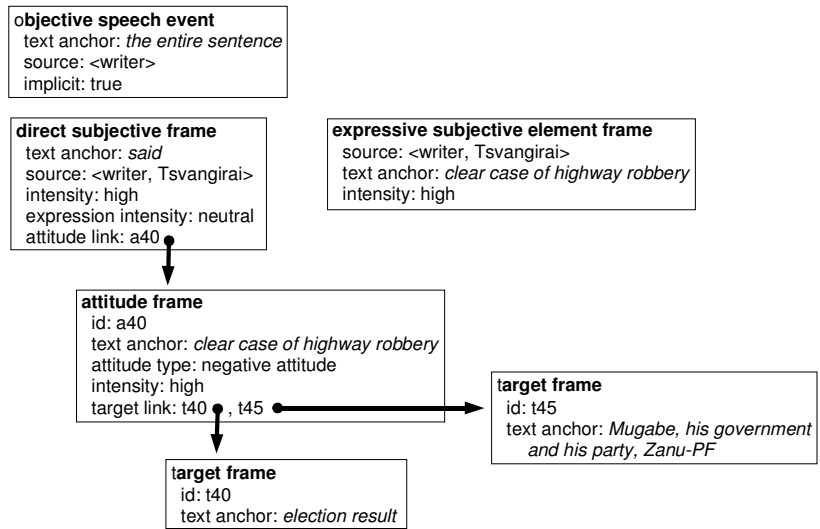 objective speech event
text anchor: the entire sentence
source: <writer>
implicit: true
direct subjective frame
text anchor: said
source: <writer, Tsvangirai>
intensity: high
expression intensity: neutral
attitude link: a40
expressive subjective element frame
source: <writer, Tsvangirai>
text anchor: clear case of highway robbery
intensity: high
attitude frame
id: a40
text anchor: clear case of highway robbery
attitude type: negative attitude
intensity: high
target link: t40 , t45
target frame
id: t45
text anchor: Mugabe, his government
and his party, Zanu-PF
target frame
id: t40
text anchor: election result